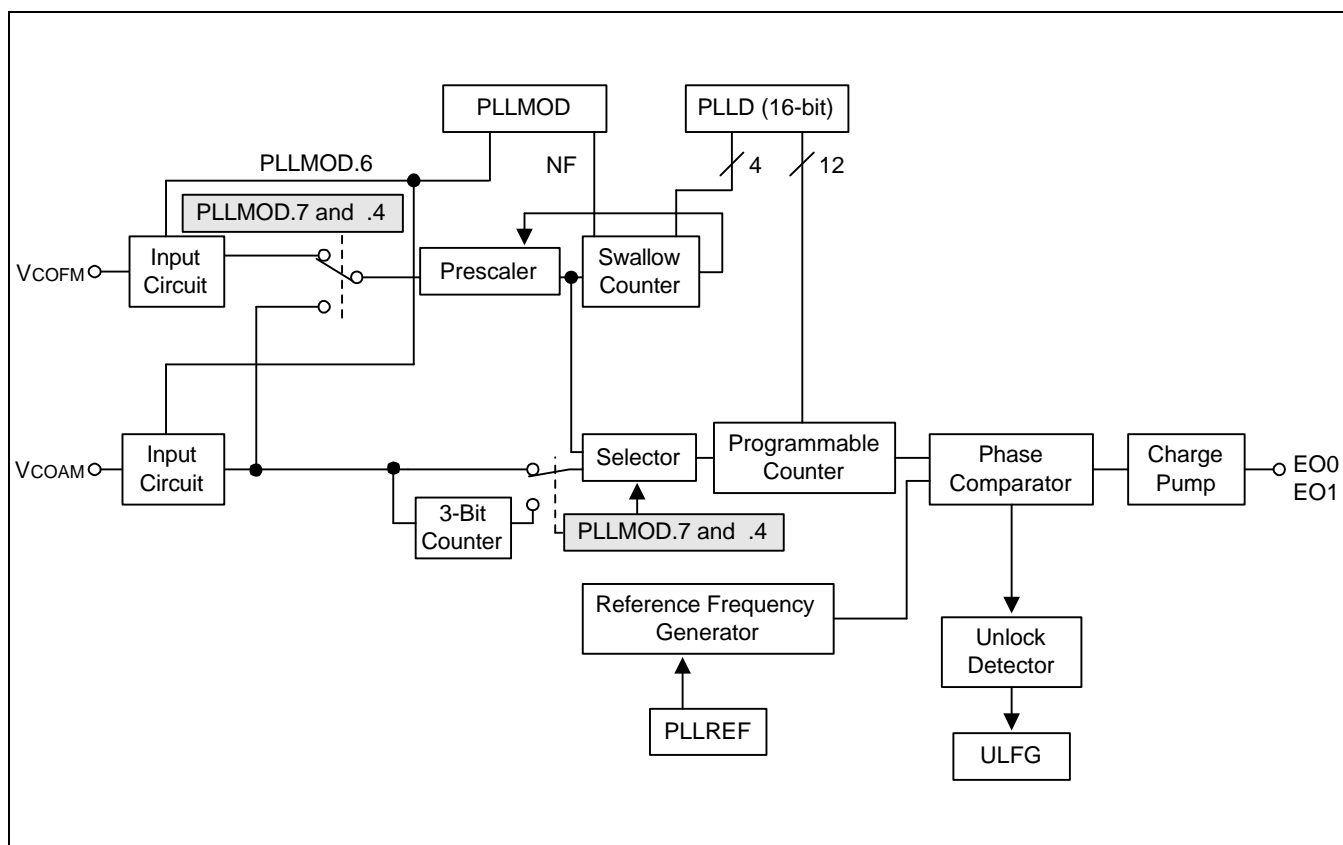 PLLMOD
PLLD (16-bit)
PLLMOD.6
NF
4
12
PLLMOD.7 and .4
VCOFM
Input
Circuit
Prescaler
Swallow
Counter
VCOAM
Input
Circuit
3-Bit
Counter
Selector
PLLMOD.7 and .4
Programmable
Counter
Phase
Comparator
Charge
Pump
EO0
EO1
Reference Frequency
Generator
Unlock
Detector
PLLREF
ULFG